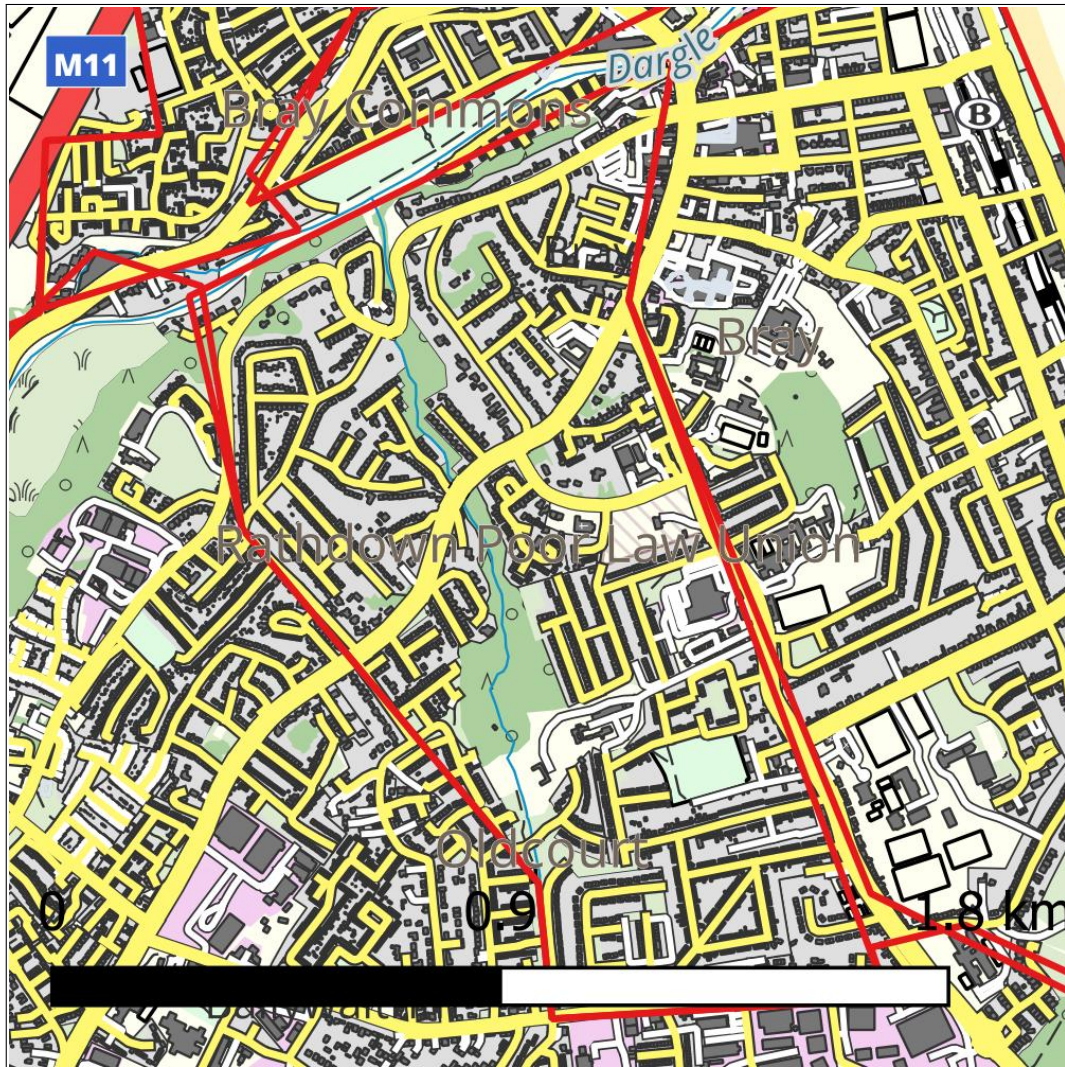 M11
Dargle
Bray Commons
B
Bray
Rathdown Poor Law Union
Oldcourt
0 0.9 1.8 km